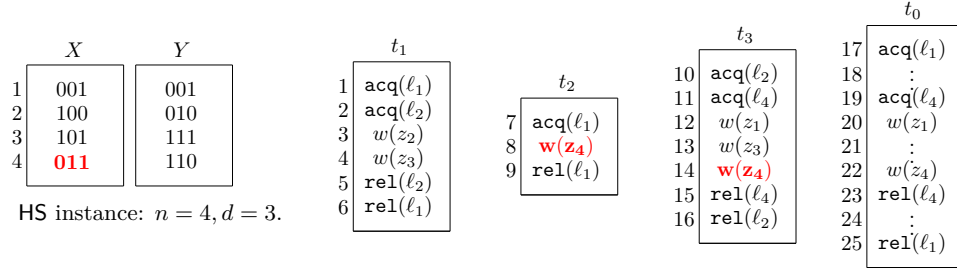 X Y
1 001 001
2 100 010
3 101 111
4 011 110
HS instance: n = 4, d = 3.
t₁
1 acq(ℓ₁)
2 acq(ℓ₂)
3 w(z₂)
4 w(z₃)
5 rel(ℓ₂)
6 rel(ℓ₁)
t₂
7 acq(ℓ₁)
8 w(z₄)
9 rel(ℓ₁)
t₃
10 acq(ℓ₂)
11 acq(ℓ₄)
12 w(z₁)
13 w(z₃)
14 w(z₄)
15 rel(ℓ₄)
16 rel(ℓ₂)
t₀
17 acq(ℓ₁)
18 ⋮
19 acq(ℓ₄)
20 w(z₁)
21 ⋮
22 w(z₄)
23 rel(ℓ₄)
24 ⋮
25 rel(ℓ₁)